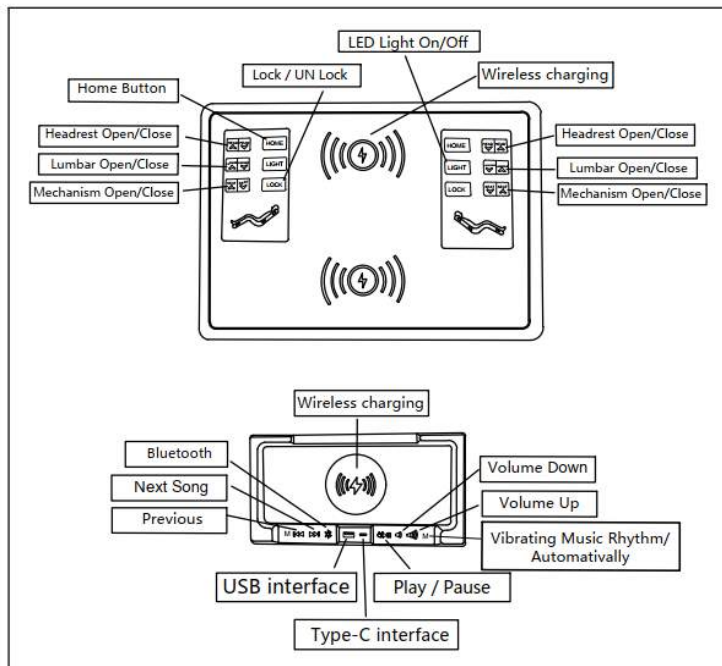 LED Light On/Off
Lock / UN Lock
Wireless charging
Home Button
Headrest Open/Close
HOME
HOME
Headrest Open/Close
Lumbar Open/Close
LIGHT
LIGHT
Lumbar Open/Close
Mechanism Open/Close
LOCK
LOCK
Mechanism Open/Close
Wireless charging
Bluetooth
Volume Down
Next Song
Volume Up
Previous
M
M
Vibrating Music Rhythm/
Automativally
USB interface
Play / Pause
Type-C interface